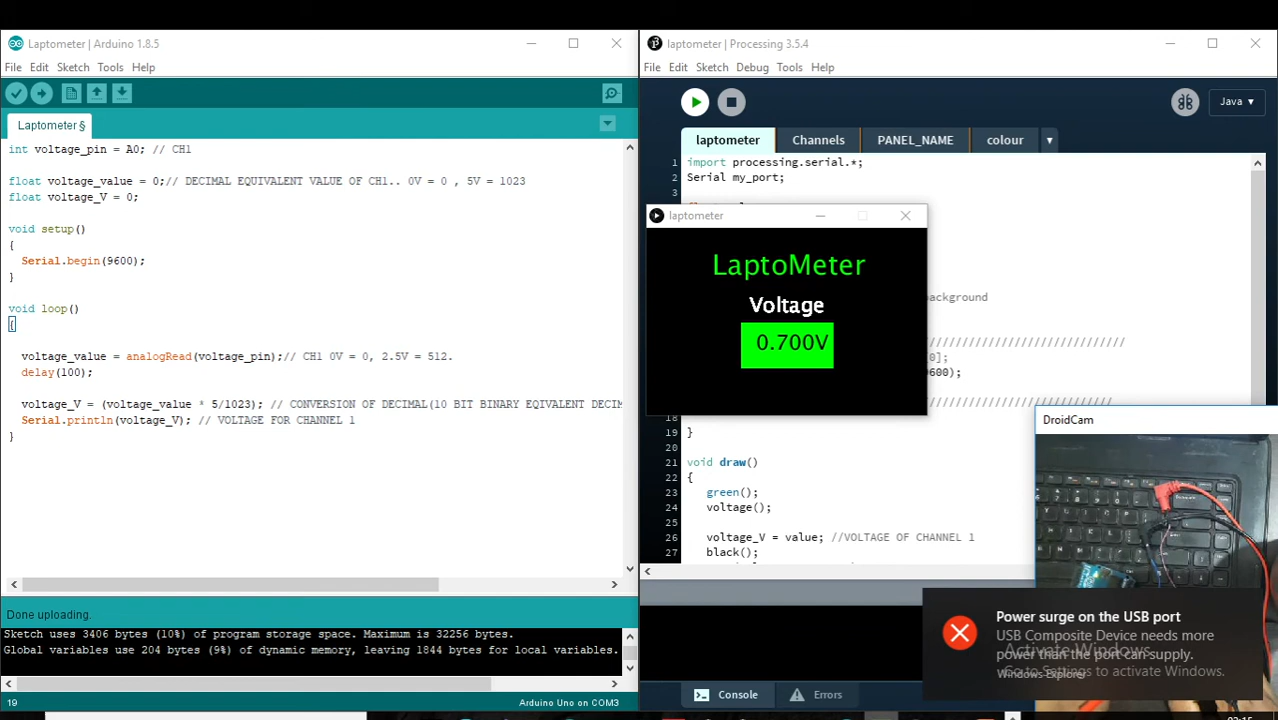 Laptometer | Arduino 1.8.5
File Edit Sketch Tools Help
Laptometer §
int voltage_pin = A0; // CH1
float voltage_value = 0;// DECIMAL EQUIVALENT VALUE OF CH1.. 0V = 0 , 5V = 1023
float voltage_V = 0;
void setup()
{
Serial.begin(9600);
}
void loop()
{
voltage_value = analogRead(voltage_pin);// CH1 0V = 0, 2.5V = 512.
delay(100);
voltage_V = (voltage_value * 5/1023); // CONVERSION OF DECIMAL(10 BIT BINARY EQIVALENT DECIM
Serial.println(voltage_V); // VOLTAGE FOR CHANNEL 1
}
Done uploading.
Sketch uses 3406 bytes (10%) of program storage space. Maximum is 32256 bytes.
Global variables use 204 bytes (9%) of dynamic memory, leaving 1844 bytes for local variables.
19
Arduino Uno on COM3
laptometer | Processing 3.5.4
File Edit Sketch Debug Tools Help
Java
laptometer Channels PANEL_NAME colour
1 import processing.serial.*;
2 Serial my_port;
3
laptometer
LaptoMeter
Voltage
0.700V
background
////////////////////////////
[0];
9600);
////////////////////////////
18
19 }
20
21 void draw()
22 {
23 green();
24 voltage();
25
26 voltage_V = value; //VOLTAGE OF CHANNEL 1
27 black();
DroidCam
Power surge on the USB port
USB Composite Device needs more
power than the port can supply.
Windows Explorer
Activate Windows
Go to Settings to activate Windows.
Console Errors